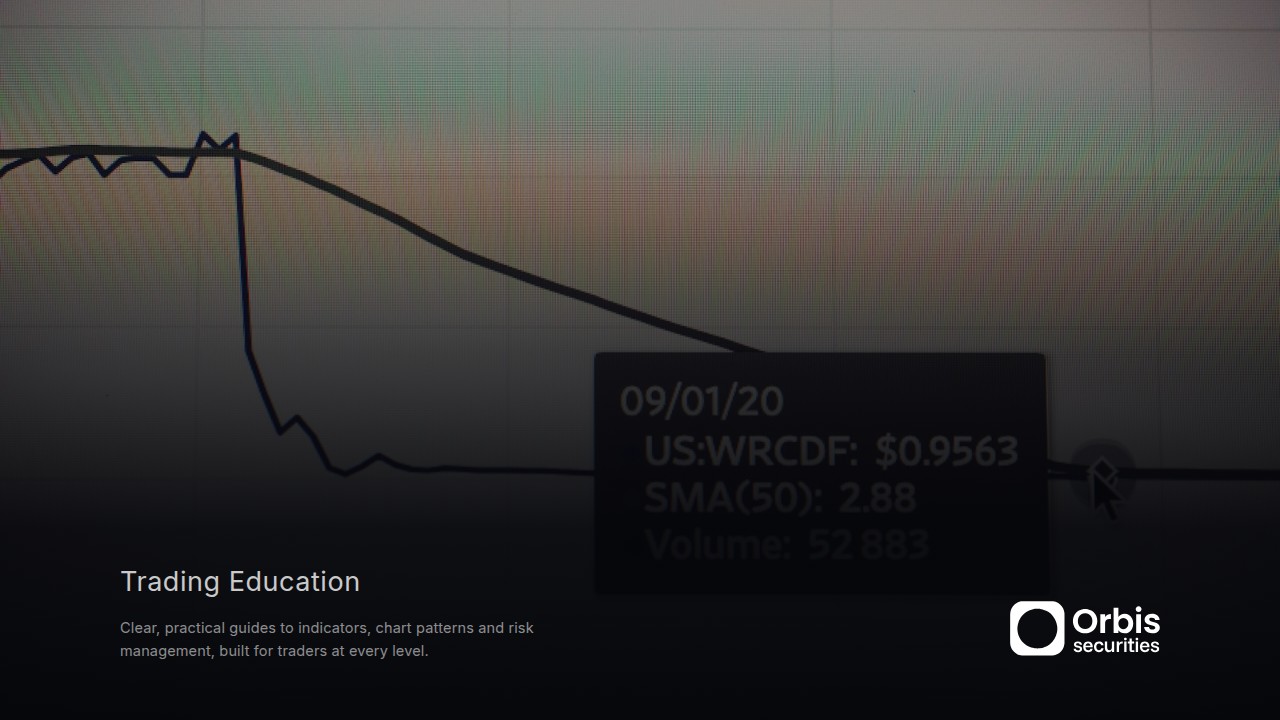 09/01/20
US:WRCDF: $0.9563
SMA(50): 2.88
Volume: 52 883
Trading Education
Clear, practical guides to indicators, chart patterns and risk
management, built for traders at every level.
Orbis
securities